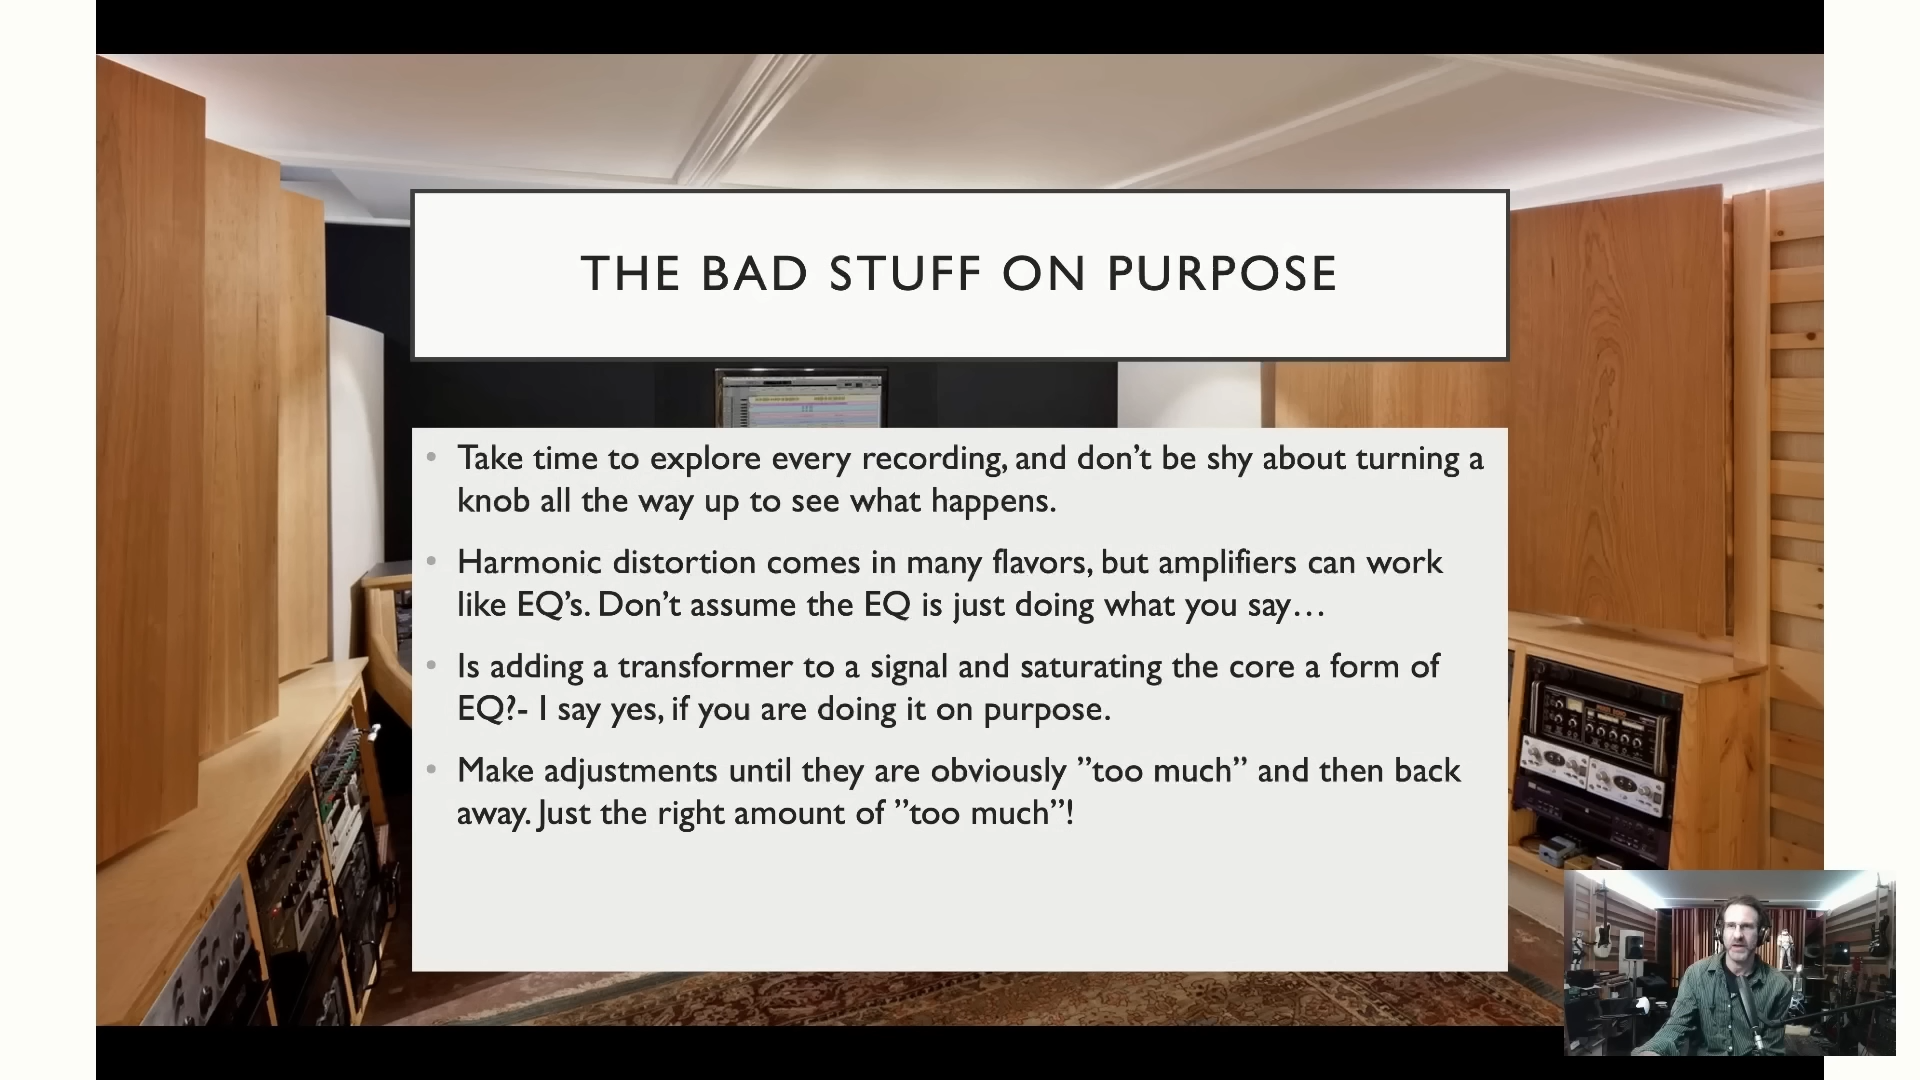 THE BAD STUFF ON PURPOSE
• Take time to explore every recording, and don’t be shy about turning a
knob all the way up to see what happens.
• Harmonic distortion comes in many flavors, but amplifiers can work
like EQ’s. Don’t assume the EQ is just doing what you say…
• Is adding a transformer to a signal and saturating the core a form of
EQ?- I say yes, if you are doing it on purpose.
• Make adjustments until they are obviously ”too much” and then back
away. Just the right amount of ”too much”!